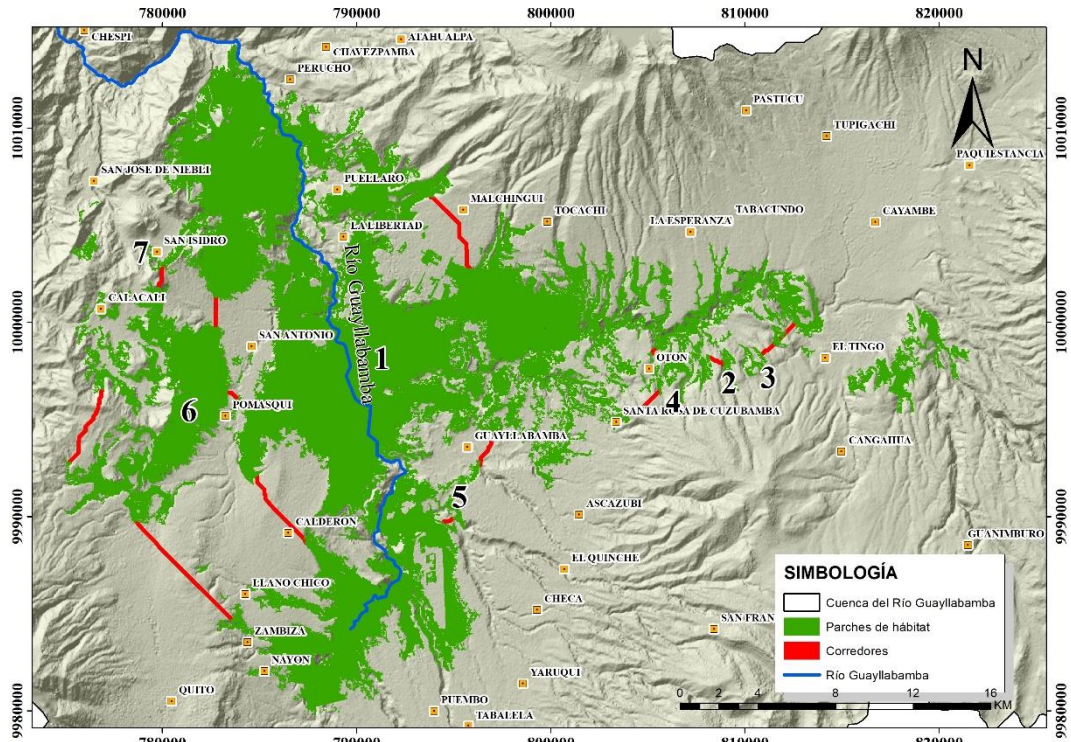 780000 790000 800000 810000 820000
CHESPI
ATAHUALPA
CHAVEZPAMBA
PERUCHO
N
PASTUCU
10010000
TUPIGACHI
10010000
PAQUIESTANCIA
SAN JOSE DE NIEBLI
PUELLARO
MALCHINGUI
TOCACHI
LA ESPERANZA
TABACUNDO
CAYAMBE
LA LIBERTAD
SAN ISIDRO
7
Río Guayllabamba
CALACALI
10000000
10000000
SAN ANTONIO
1
OTON
EL TINGO
2
3
4
6
POMASQUI
SANTA ROSA DE CUZUBAMBA
GUAYLLABAMBA
CANGAHUA
5
9990000
ASCAZUBI
9990000
CALDERON
GUANIMBURO
EL QUINCHE
LLANO CHICO
CHECA
SAN FRAN
ZAMBIZA
NAYON
YARUQUI
QUITO
PUEMBO
TABALELA
9980000
9980000
SIMBOLOGÍA
Cuenca del Río Guayllabamba
Parches de hábitat
Corredores
Río Guayllabamba
0 2 4 8 12 16
KM
780000 790000 800000 810000 820000